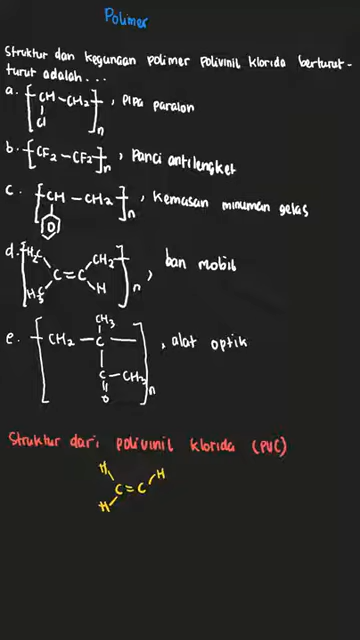 Polimer
Struktur dan kegunaan polimer polivinil klorida berturut-
turut adalah...
a. [-CH-CH₂-]n, pipa paralon
Cl
b. [-CF2-CF2-]n, panci antilengket
c. [-CH-CH2-]n, kemasan minuman gelas
d. [H₂C CH₂-]n, ban mobil
C=C
H₃C H
e. [-CH₂-C-]n, alat optik
CH₃
C-CH₃
O
Struktur dari polivinil klorida (PVC)
H H
C=C
H